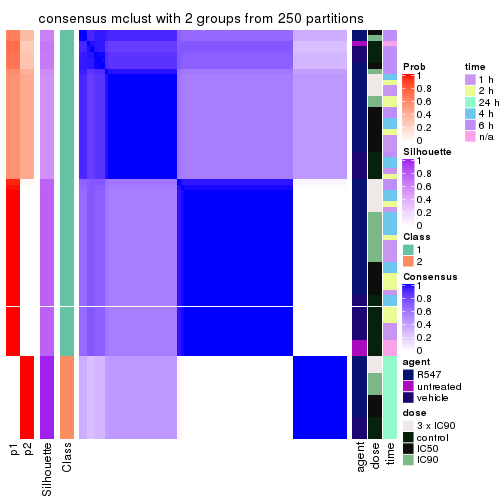 consensus mclust with 2 groups from 250 partitions
p1
p2
Silhouette
Class
agent
dose
time
Prob
1
0.8
0.6
0.4
0.2
0
Silhouette
1
0.8
0.6
0.4
0.2
0
Class
1
2
Consensus
1
0.8
0.6
0.4
0.2
0
agent
R547
untreated
vehicle
dose
3 x IC90
control
IC50
IC90
time
1 h
2 h
24 h
4 h
6 h
n/a